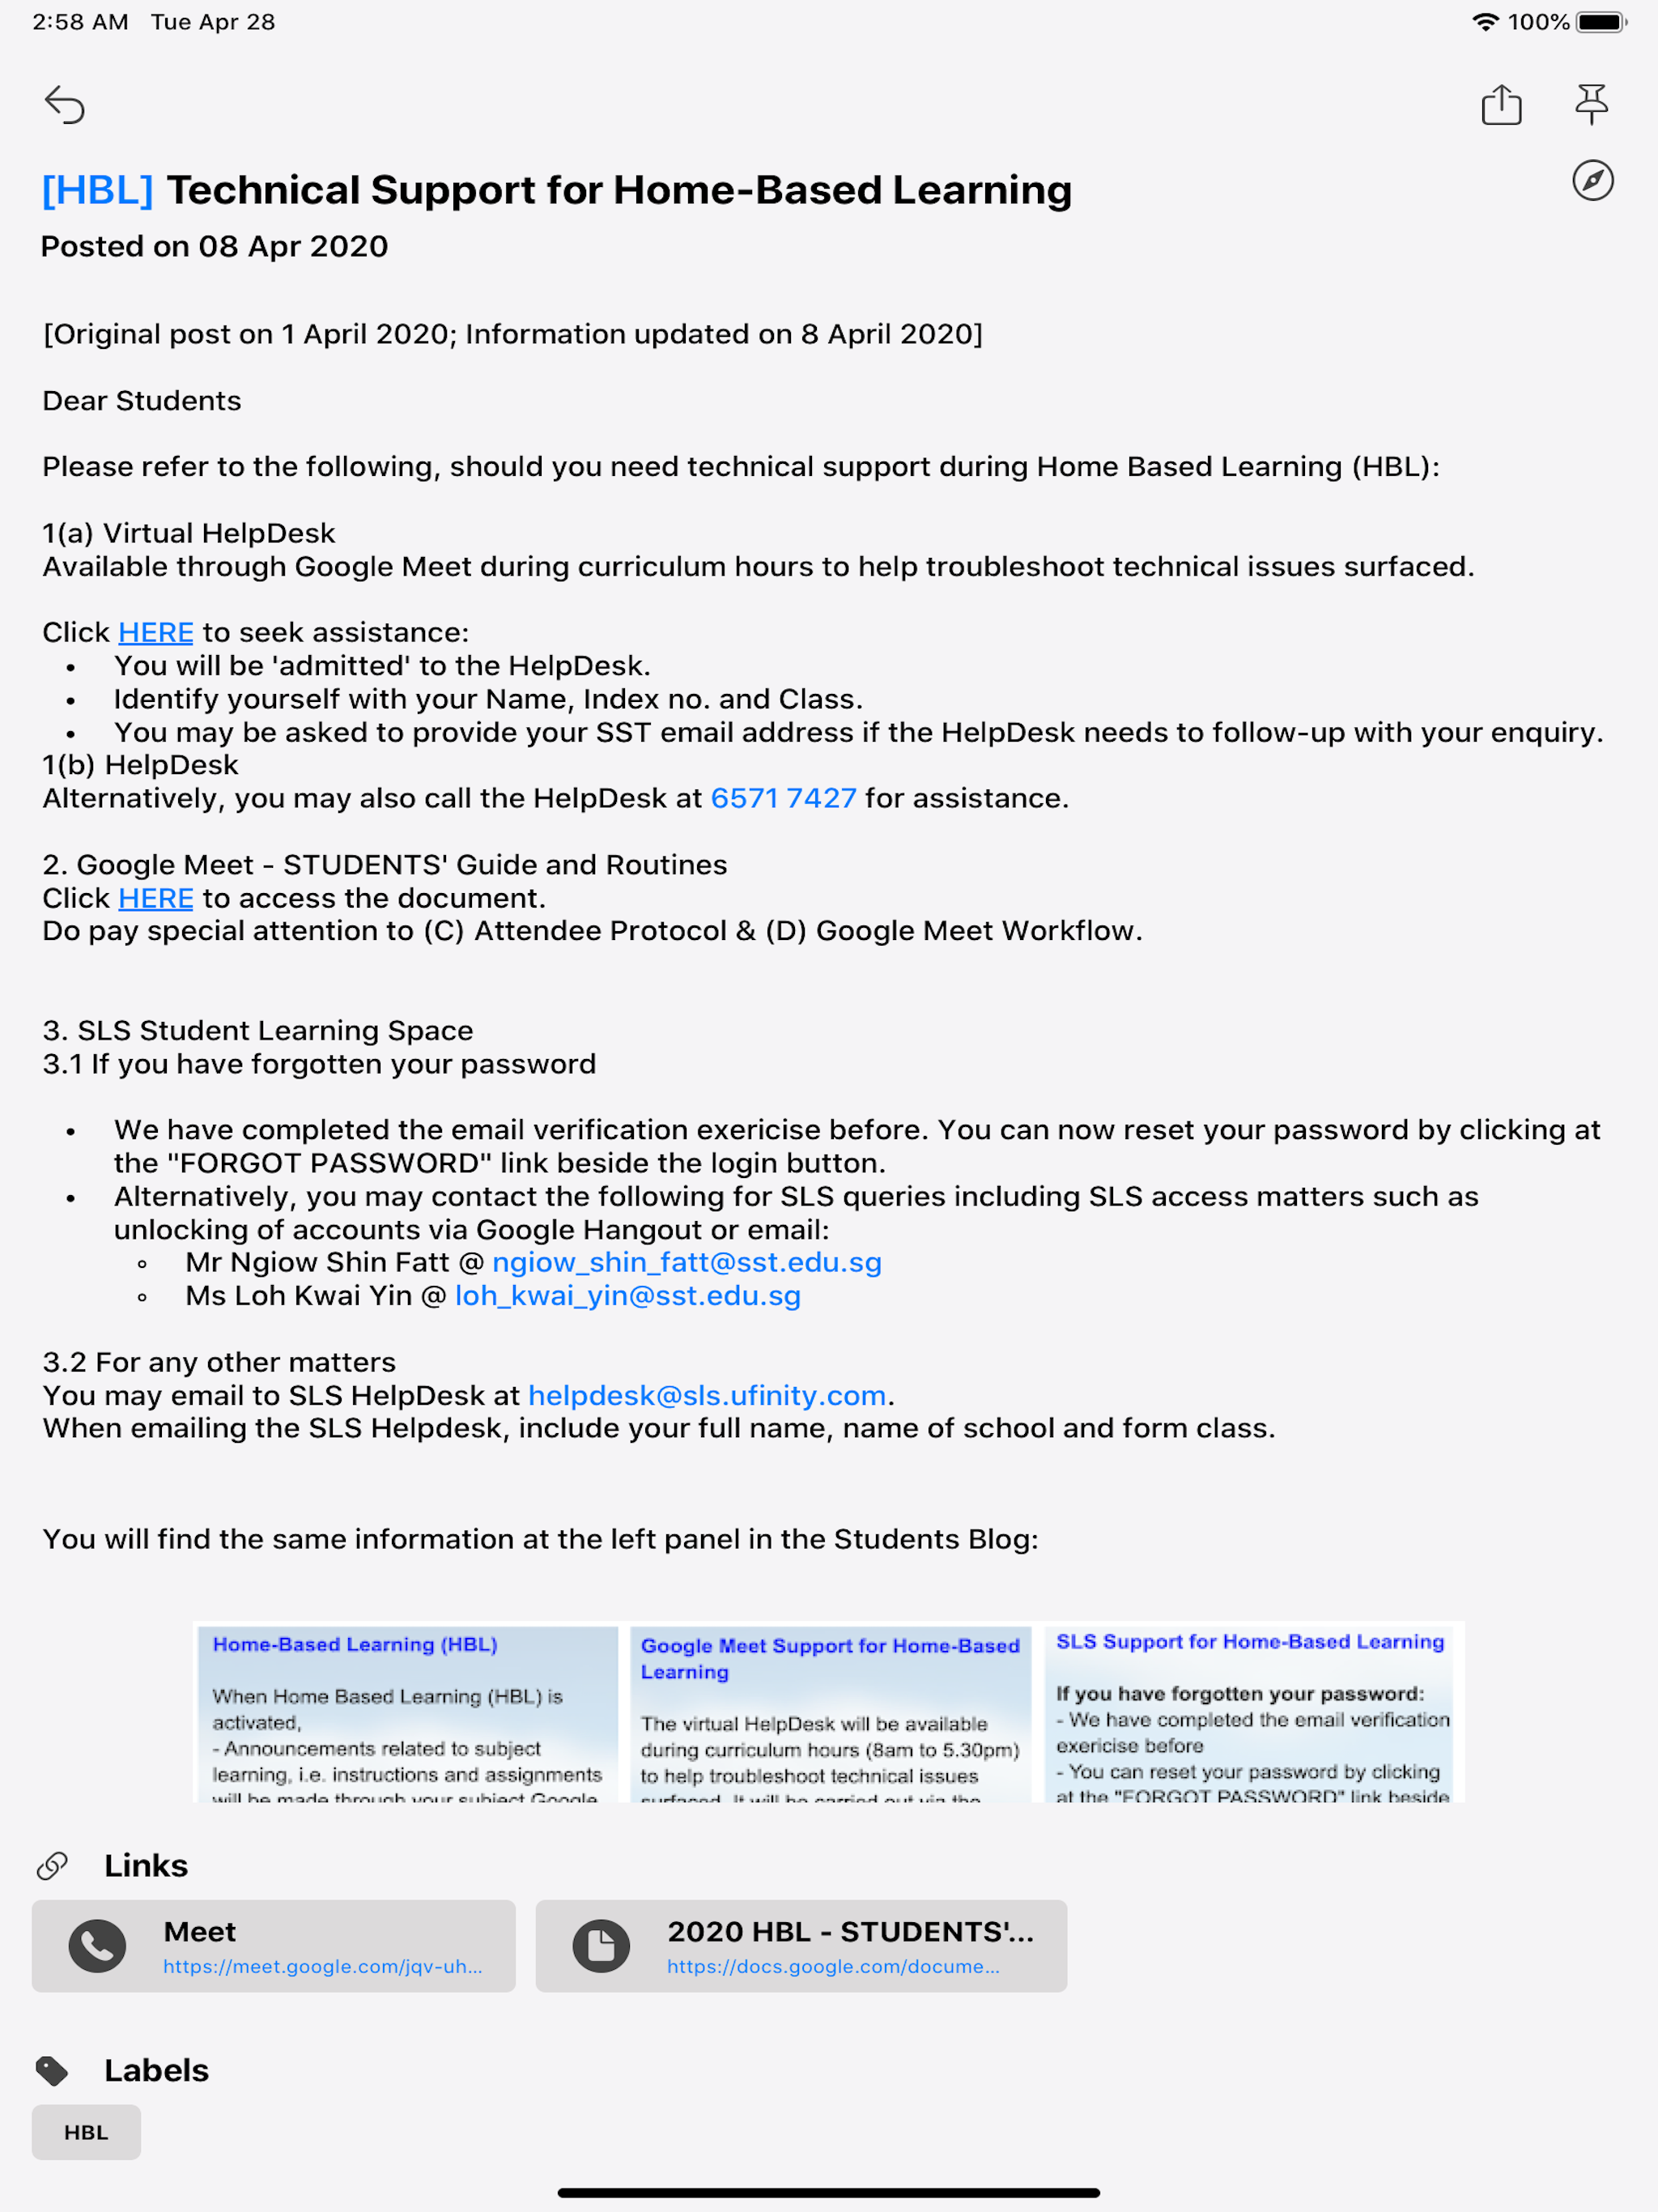 2:58 AM Tue Apr 28
100%
[HBL] Technical Support for Home-Based Learning
Posted on 08 Apr 2020
[Original post on 1 April 2020; Information updated on 8 April 2020]
Dear Students
Please refer to the following, should you need technical support during Home Based Learning (HBL):
1(a) Virtual HelpDesk
Available through Google Meet during curriculum hours to help troubleshoot technical issues surfaced.
Click HERE to seek assistance:
• You will be 'admitted' to the HelpDesk.
• Identify yourself with your Name, Index no. and Class.
• You may be asked to provide your SST email address if the HelpDesk needs to follow-up with your enquiry.
1(b) HelpDesk
Alternatively, you may also call the HelpDesk at 6571 7427 for assistance.
2. Google Meet - STUDENTS' Guide and Routines
Click HERE to access the document.
Do pay special attention to (C) Attendee Protocol & (D) Google Meet Workflow.
3. SLS Student Learning Space
3.1 If you have forgotten your password
• We have completed the email verification exericise before. You can now reset your password by clicking at
the "FORGOT PASSWORD" link beside the login button.
• Alternatively, you may contact the following for SLS queries including SLS access matters such as
unlocking of accounts via Google Hangout or email:
◦ Mr Ngiow Shin Fatt @ ngiow_shin_fatt@sst.edu.sg
◦ Ms Loh Kwai Yin @ loh_kwai_yin@sst.edu.sg
3.2 For any other matters
You may email to SLS HelpDesk at helpdesk@sls.ufinity.com.
When emailing the SLS Helpdesk, include your full name, name of school and form class.
You will find the same information at the left panel in the Students Blog:
Home-Based Learning (HBL)
When Home Based Learning (HBL) is
activated,
- Announcements related to subject
learning, i.e. instructions and assignments
will be made through your subject Google
Google Meet Support for Home-Based
Learning
The virtual HelpDesk will be available
during curriculum hours (8am to 5.30pm)
to help troubleshoot technical issues
surfaced. It will be carried out via the
SLS Support for Home-Based Learning
If you have forgotten your password:
- We have completed the email verification
exericise before
- You can reset your password by clicking
at the "FORGOT PASSWORD" link beside
Links
Meet
https://meet.google.com/jqv-uh...
2020 HBL - STUDENTS'...
https://docs.google.com/docume...
Labels
HBL